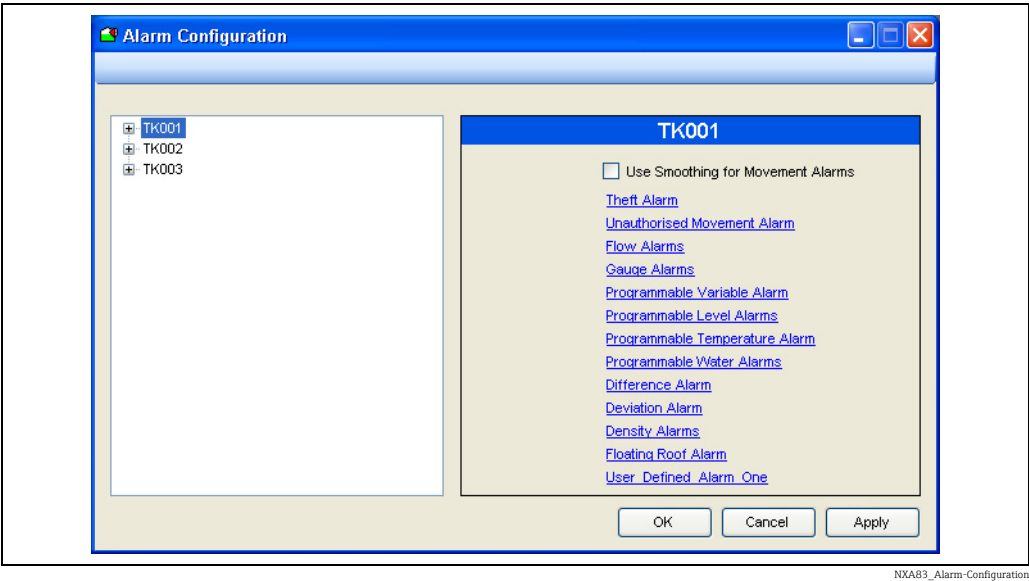 Alarm Configuration
TK001
TK002
TK003
TK001
Use Smoothing for Movement Alarms
Theft Alarm
Unauthorised Movement Alarm
Flow Alarms
Gauge Alarms
Programmable Variable Alarm
Programmable Level Alarms
Programmable Temperature Alarm
Programmable Water Alarms
Difference Alarm
Deviation Alarm
Density Alarms
Floating Roof Alarm
User_Defined_Alarm_One
OK Cancel Apply
NXA83_Alarm-Configuration